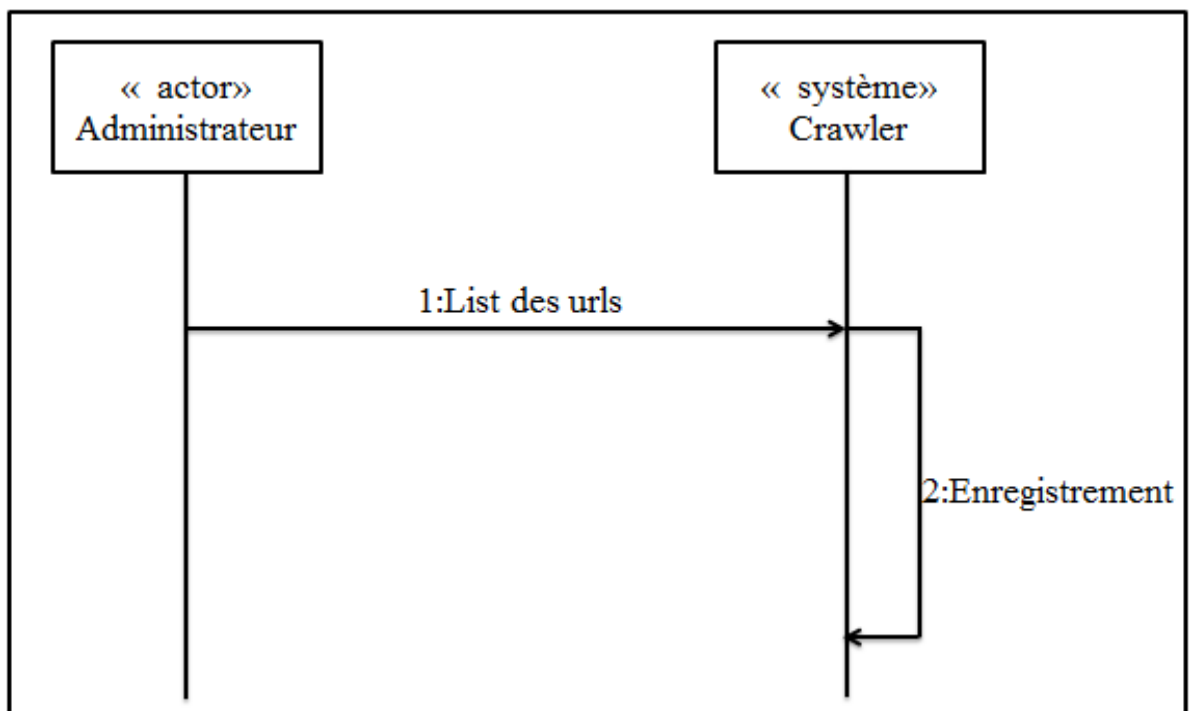 «  actor»
Administrateur
«  système»
Crawler
1:List des urls
2:Enregistrement